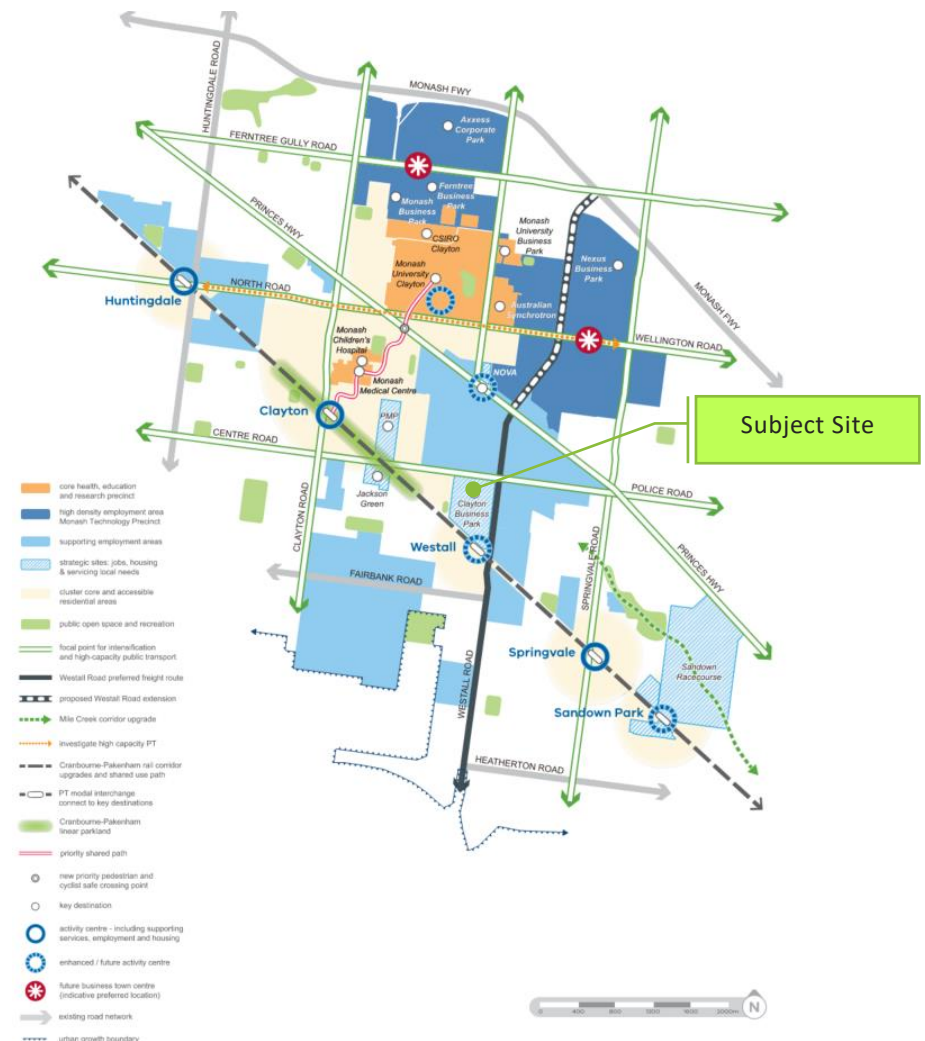 HUNTINGDALE ROAD
MONASH FWY
Axxess
Corporate
Park
FERNTREE GULLY ROAD
PRINCES HWY
Ferntree
Business
Park
Monash
Business
Park
CSIRO
Clayton
Monash
University
Business
Park
Monash
University
Clayton
Nexus
Business
Park
MONASH FWY
NORTH ROAD
Huntingdale
Australian
Synchrotron
Monash
Children's
Hospital
WELLINGTON ROAD
NOVA
Monash
Medical Centre
Clayton
PMP
Subject Site
CENTRE ROAD
Jackson
Green
POLICE ROAD
Clayton
Business
Park
CLAYTON ROAD
Westall
SPRINGVALE ROAD
PRINCES HWY
FAIRBANK ROAD
Springvale
Sandown
Racecourse
WESTALL ROAD
Sandown Park
HEATHERTON ROAD
core health, education
and research precinct
high density employment area
Monash Technology Precinct
supporting employment areas
strategic sites: jobs, housing
& servicing local needs
cluster core and accessible
residential areas
public open space and recreation
focal point for intensification
and high-capacity public transport
Westall Road preferred freight route
proposed Westall Road extension
Mile Creek corridor upgrade
investigate high capacity PT
Cranbourne-Pakenham rail corridor
upgrades and shared use path
PT modal interchange
connect to key destinations
Cranbourne-Pakenham
linear parkland
priority shared path
new priority pedestrian and
cyclist safe crossing point
key destination
activity centre - including supporting
services, employment and housing
enhanced / future activity centre
future business town centre
(indicative preferred location)
existing road network
urban growth boundary
0 400 800 1200 1600 2000m
N